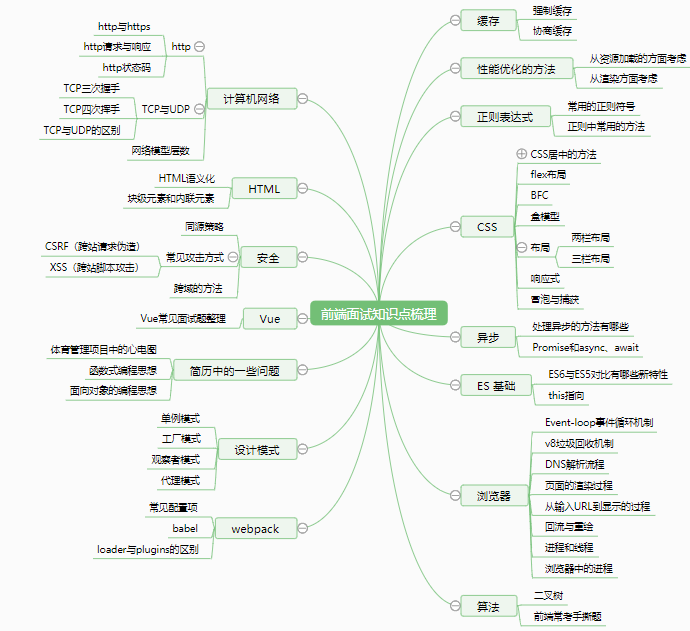 前端面试知识点梳理
计算机网络
http
http与https
http请求与响应
http状态码
TCP与UDP
TCP三次握手
TCP四次挥手
TCP与UDP的区别
网络模型层数
HTML
HTML语义化
块级元素和内联元素
安全
同源策略
常见攻击方式
CSRF（跨站请求伪造）
XSS（跨站脚本攻击）
跨域的方法
Vue
Vue常见面试题整理
简历中的一些问题
体育管理项目中的心电图
函数式编程思想
面向对象的编程思想
设计模式
单例模式
工厂模式
观察者模式
代理模式
webpack
常见配置项
babel
loader与plugins的区别
缓存
强制缓存
协商缓存
性能优化的方法
从资源加载的方面考虑
从渲染方面考虑
正则表达式
常用的正则符号
正则中常用的方法
CSS
CSS居中的方法
flex布局
BFC
盒模型
布局
两栏布局
三栏布局
响应式
冒泡与捕获
异步
处理异步的方法有哪些
Promise和async、await
ES 基础
ES6与ES5对比有哪些新特性
this指向
浏览器
Event-loop事件循环机制
v8垃圾回收机制
DNS解析流程
页面的渲染过程
从输入URL到显示的过程
回流与重绘
进程和线程
浏览器中的进程
算法
二叉树
前端常考手撕题